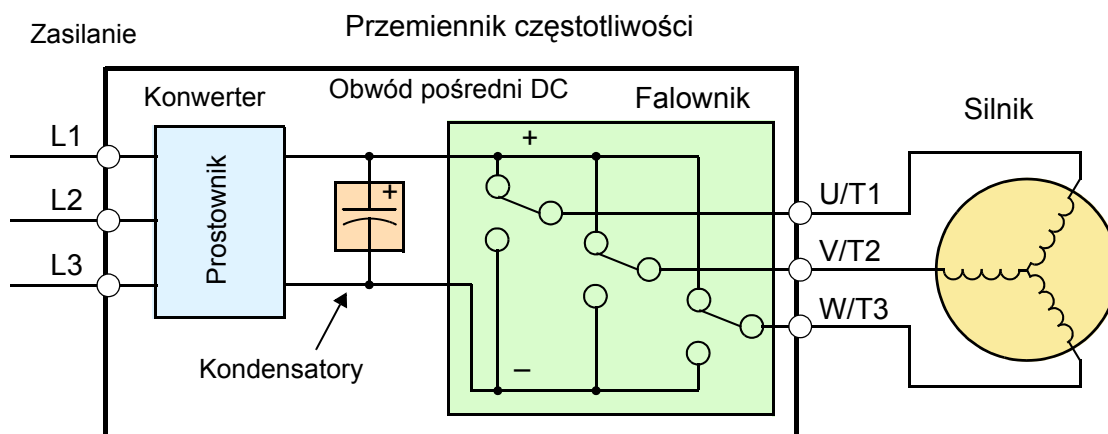 Zasilanie
Przemiennik częstotliwości
Konwerter
Obwód pośredni DC
Falownik
Silnik
L1
L2
L3
Prostownik
+
+
–
Kondensatory
U/T1
V/T2
W/T3